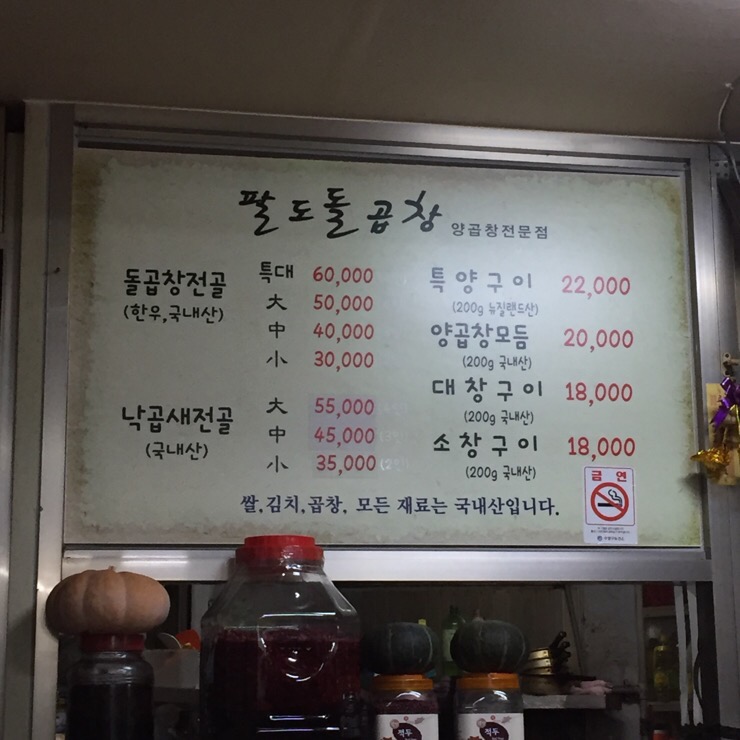 팔도돌곱창 양곱창전문점
돌곱창전골 (한우,국내산)
특대 60,000
大 50,000
中 40,000
小 30,000
낙곱새전골 (국내산)
大 55,000
中 45,000
小 35,000
특양구이 22,000
(200g 뉴질랜드산)
양곱창모듬 20,000
(200g 국내산)
대창구이 18,000
(200g 국내산)
소창구이 18,000
(200g 국내산)
쌀,김치,곱창, 모든 재료는 국내산입니다.
금연
적두